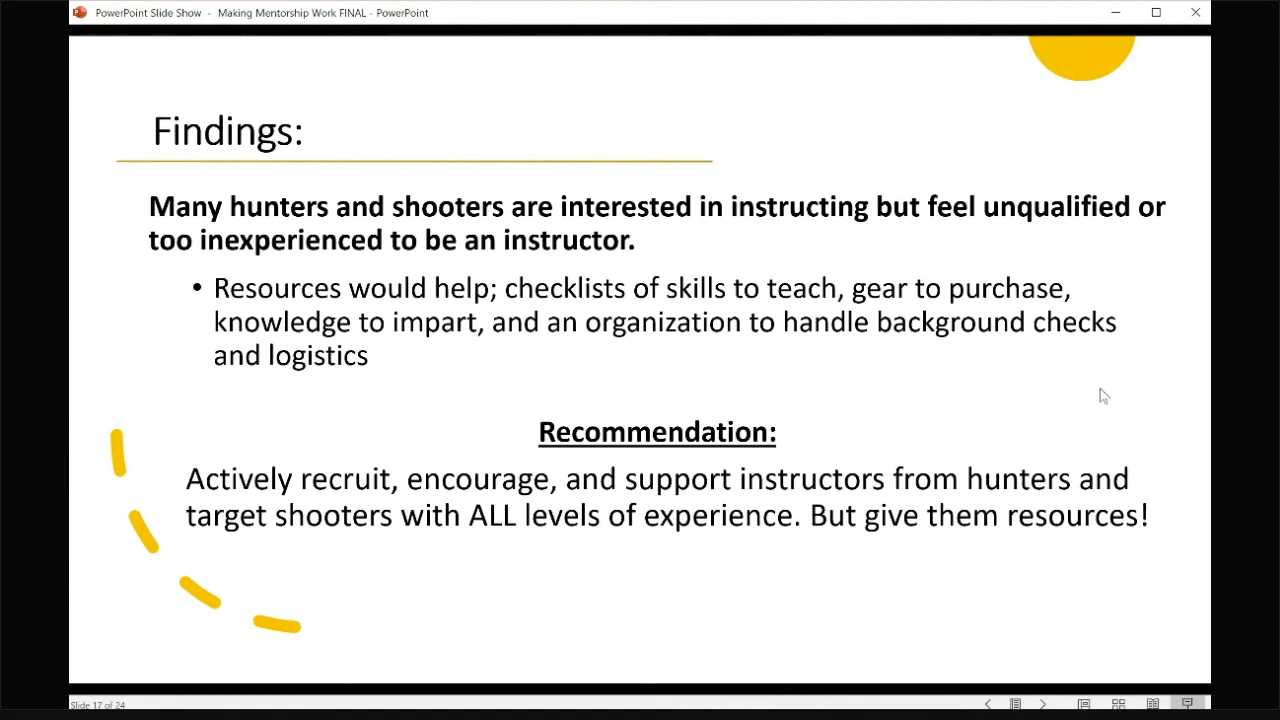 PowerPoint Slide Show - Making Mentorship Work FINAL - PowerPoint
Findings:
Many hunters and shooters are interested in instructing but feel unqualified or
too inexperienced to be an instructor.
• Resources would help; checklists of skills to teach, gear to purchase,
knowledge to impart, and an organization to handle background checks
and logistics
Recommendation:
Actively recruit, encourage, and support instructors from hunters and
target shooters with ALL levels of experience. But give them resources!
Slide 17 of 24